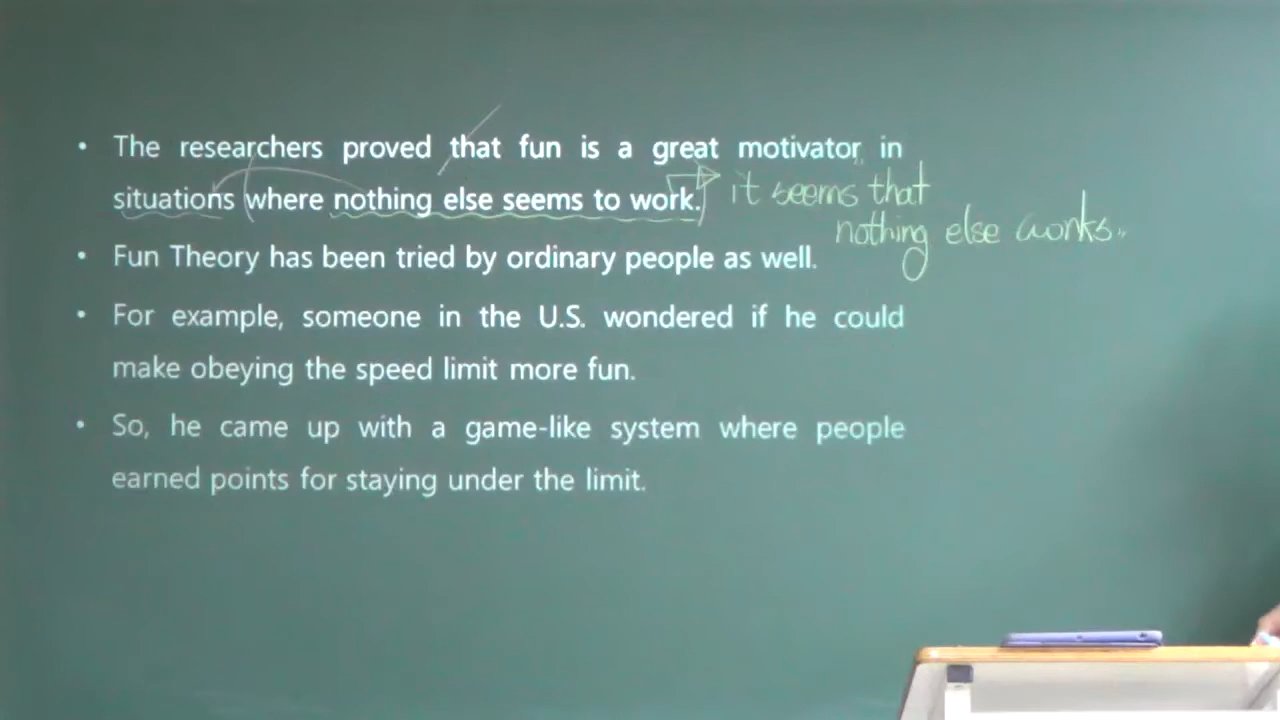 • The researchers proved that fun is a great motivator in
situations where nothing else seems to work.
it seems that
nothing else works.
• Fun Theory has been tried by ordinary people as well.
• For example, someone in the U.S. wondered if he could
make obeying the speed limit more fun.
• So, he came up with a game-like system where people
earned points for staying under the limit.